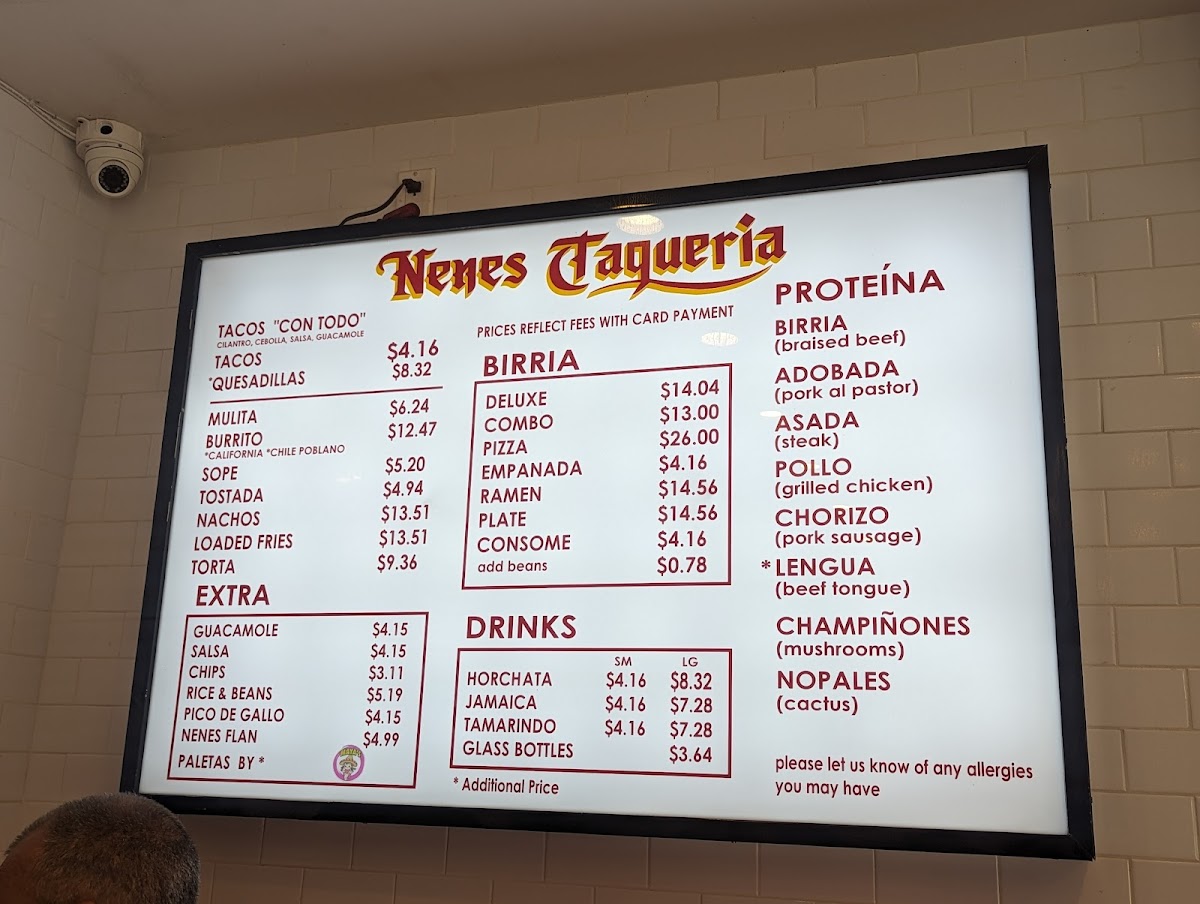 Nenes Taqueria
PRICES REFLECT FEES WITH CARD PAYMENT
TACOS "CON TODO"
CILANTRO, CEBOLLA, SALSA, GUACAMOLE
TACOS $4.16
*QUESADILLAS $8.32
MULITA $6.24
BURRITO $12.47
*CALIFORNIA *CHILE POBLANO
SOPE $5.20
TOSTADA $4.94
NACHOS $13.51
LOADED FRIES $13.51
TORTA $9.36
EXTRA
GUACAMOLE $4.15
SALSA $4.15
CHIPS $3.11
RICE & BEANS $5.19
PICO DE GALLO $4.15
NENES FLAN $4.99
PALETAS BY *
BIRRIA
DELUXE $14.04
COMBO $13.00
PIZZA $26.00
EMPANADA $4.16
RAMEN $14.56
PLATE $14.56
CONSOME $4.16
add beans $0.78
DRINKS
SM LG
HORCHATA $4.16 $8.32
JAMAICA $4.16 $7.28
TAMARINDO $4.16 $7.28
GLASS BOTTLES $3.64
* Additional Price
PROTEÍNA
BIRRIA
(braised beef)
ADOBADA
(pork al pastor)
ASADA
(steak)
POLLO
(grilled chicken)
CHORIZO
(pork sausage)
*LENGUA
(beef tongue)
CHAMPIÑONES
(mushrooms)
NOPALES
(cactus)
please let us know of any allergies
you may have